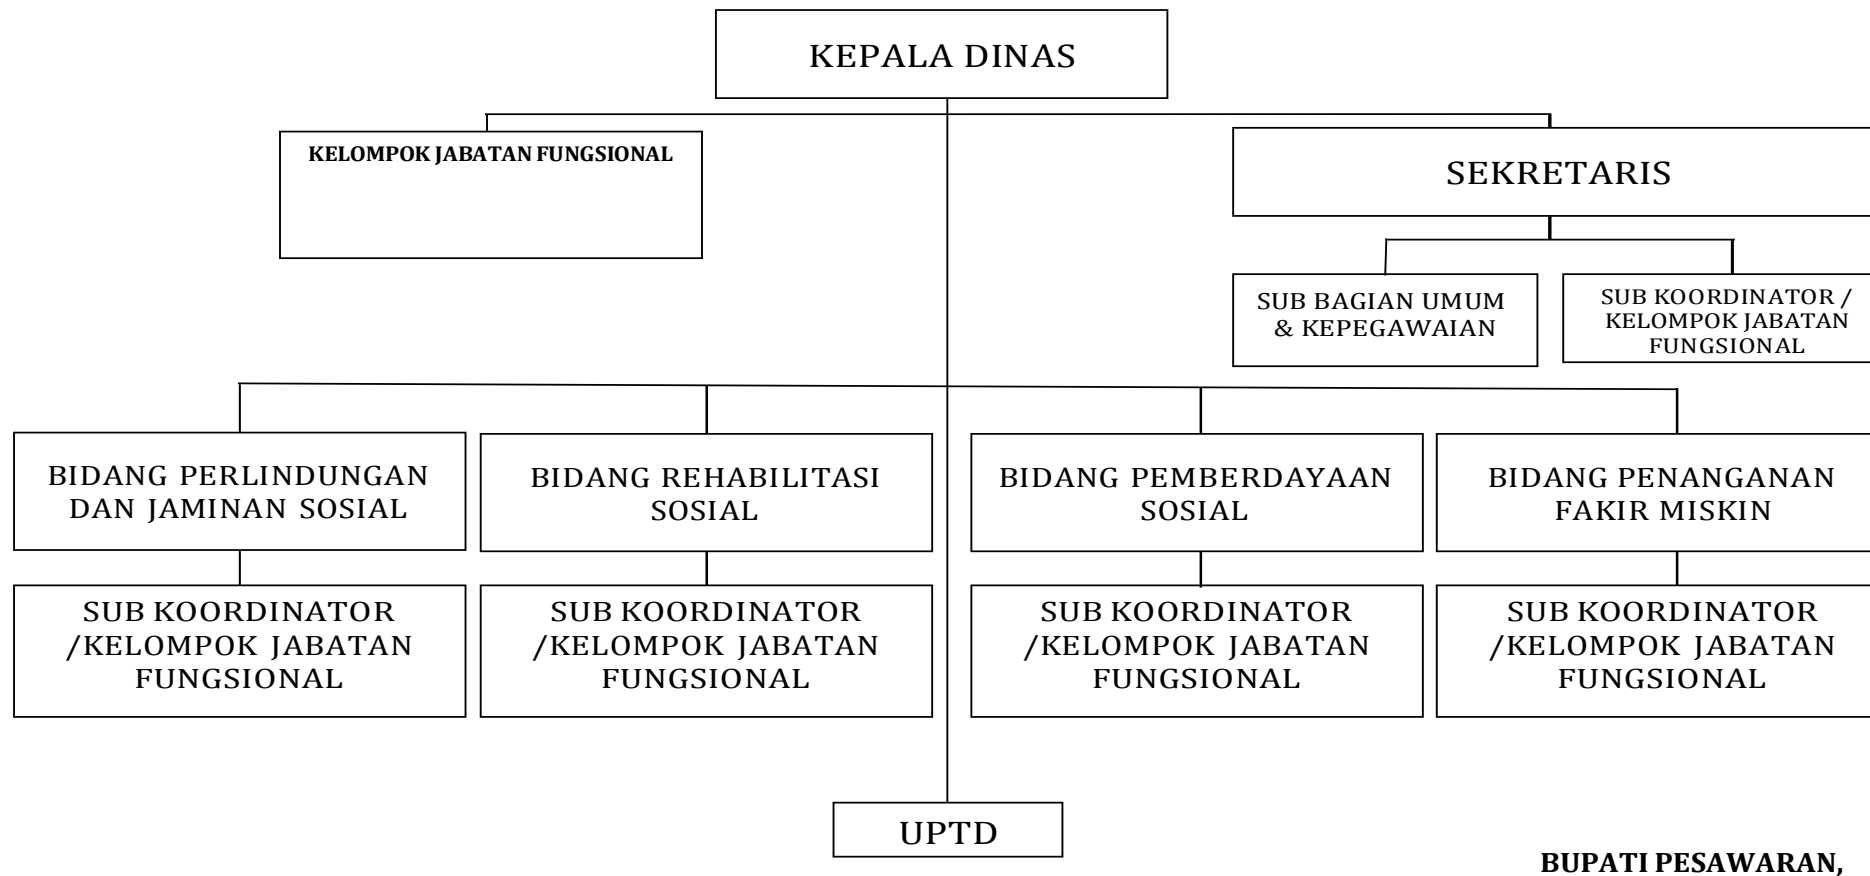 KEPALA DINAS
KELOMPOK JABATAN FUNGSIONAL
SEKRETARIS
SUB BAGIAN UMUM
& KEPEGAWAIAN
SUB KOORDINATOR /
KELOMPOK JABATAN
FUNGSIONAL
BIDANG PERLINDUNGAN
DAN JAMINAN SOSIAL
BIDANG REHABILITASI
SOSIAL
BIDANG PEMBERDAYAAN
SOSIAL
BIDANG PENANGANAN
FAKIR MISKIN
SUB KOORDINATOR
/KELOMPOK JABATAN
FUNGSIONAL
SUB KOORDINATOR
/KELOMPOK JABATAN
FUNGSIONAL
SUB KOORDINATOR
/KELOMPOK JABATAN
FUNGSIONAL
SUB KOORDINATOR
/KELOMPOK JABATAN
FUNGSIONAL
UPTD
BUPATI PESAWARAN,